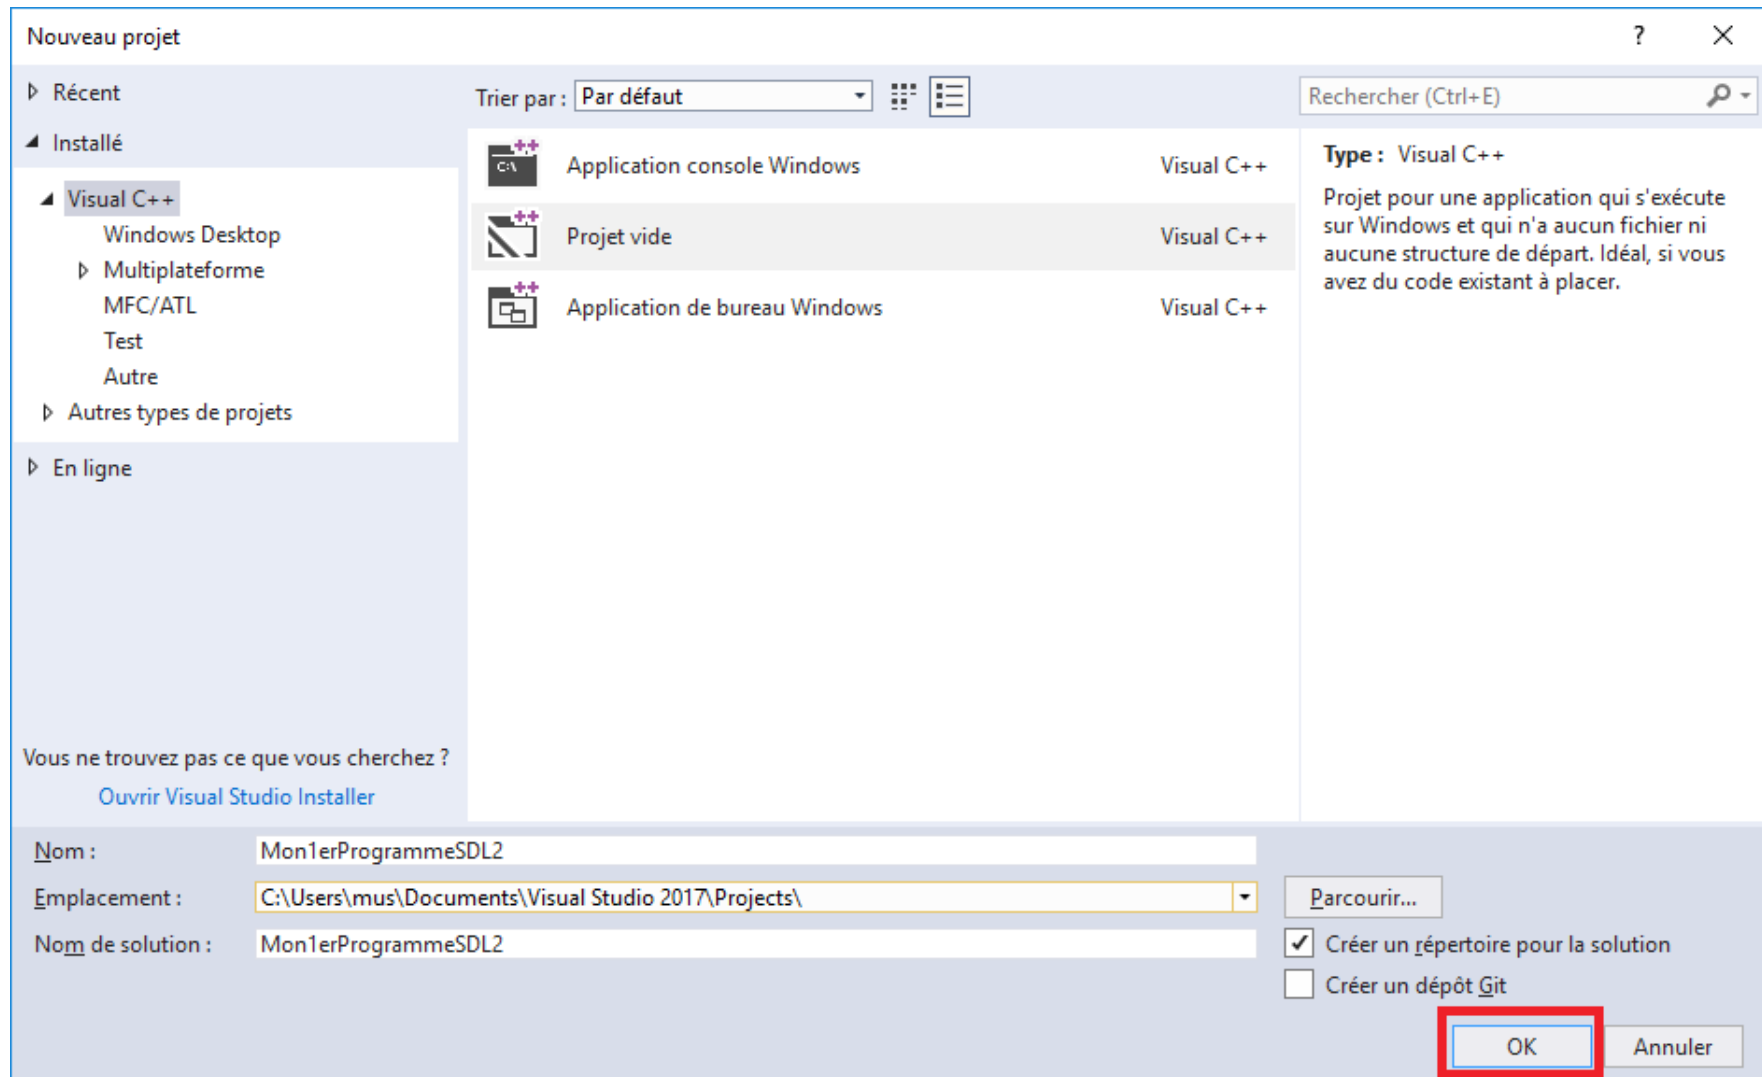 Nouveau projet
?
Récent
Installé
Visual C++
Windows Desktop
Multiplateforme
MFC/ATL
Test
Autre
Autres types de projets
En ligne
Vous ne trouvez pas ce que vous cherchez ?
Ouvrir Visual Studio Installer
Trier par : Par défaut
C:\ Application console Windows Visual C++
Projet vide Visual C++
Application de bureau Windows Visual C++
Rechercher (Ctrl+E)
Type : Visual C++
Projet pour une application qui s'exécute
sur Windows et qui n'a aucun fichier ni
aucune structure de départ. Idéal, si vous
avez du code existant à placer.
Nom : Mon1erProgrammeSDL2
Emplacement : C:\Users\mus\Documents\Visual Studio 2017\Projects\
Parcourir...
Nom de solution : Mon1erProgrammeSDL2
Créer un répertoire pour la solution
Créer un dépôt Git
OK Annuler